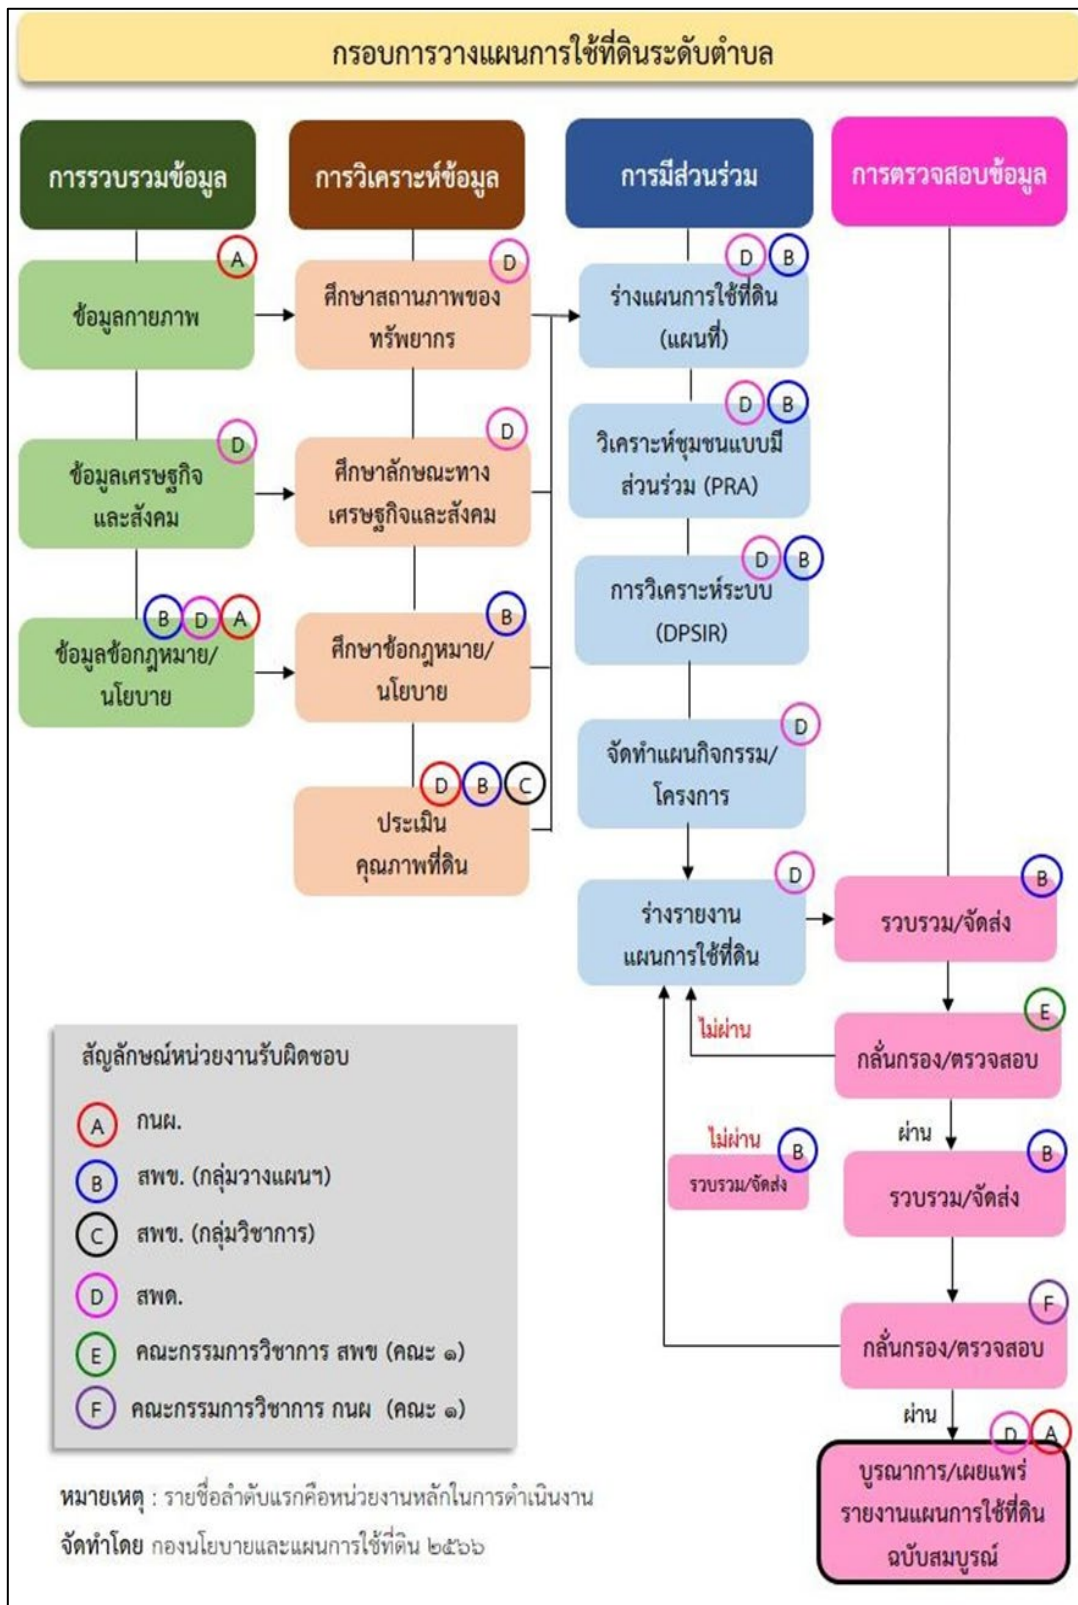 กรอบการวางแผนการใช้ที่ดินระดับตำบล
การรวบรวมข้อมูล
A
ข้อมูลกายภาพ
D
ข้อมูลเศรษฐกิจ
และสังคม
B D A
ข้อมูลข้อกฎหมาย/
นโยบาย
การวิเคราะห์ข้อมูล
D
ศึกษาสถานภาพของ
ทรัพยากร
D
ศึกษาลักษณะทาง
เศรษฐกิจและสังคม
B
ศึกษาข้อกฎหมาย/
นโยบาย
D B C
ประเมิน
คุณภาพที่ดิน
การมีส่วนร่วม
D B
ร่างแผนการใช้ที่ดิน
(แผนที่)
D B
วิเคราะห์ชุมชนแบบมี
ส่วนร่วม (PRA)
D B
การวิเคราะห์ระบบ
(DPSIR)
D
จัดทำแผนกิจกรรม/
โครงการ
D
ร่างรายงาน
แผนการใช้ที่ดิน
การตรวจสอบข้อมูล
B
รวบรวม/จัดส่ง
E
กลั่นกรอง/ตรวจสอบ
ไม่ผ่าน
ผ่าน
B
รวบรวม/จัดส่ง
ไม่ผ่าน
B
รวบรวม/จัดส่ง
F
กลั่นกรอง/ตรวจสอบ
ผ่าน
D A
บูรณาการ/เผยแพร่
รายงานแผนการใช้ที่ดิน
ฉบับสมบูรณ์
สัญลักษณ์หน่วยงานรับผิดชอบ
A กนผ.
B สพข. (กลุ่มวางแผนฯ)
C สพข. (กลุ่มวิชาการ)
D สพด.
E คณะกรรมการวิชาการ สพข (คณะ ๑)
F คณะกรรมการวิชาการ กนผ (คณะ ๑)
หมายเหตุ : รายชื่อลำดับแรกคือหน่วยงานหลักในการดำเนินงาน
จัดทำโดย กองนโยบายและแผนการใช้ที่ดิน ๒๕๖๖